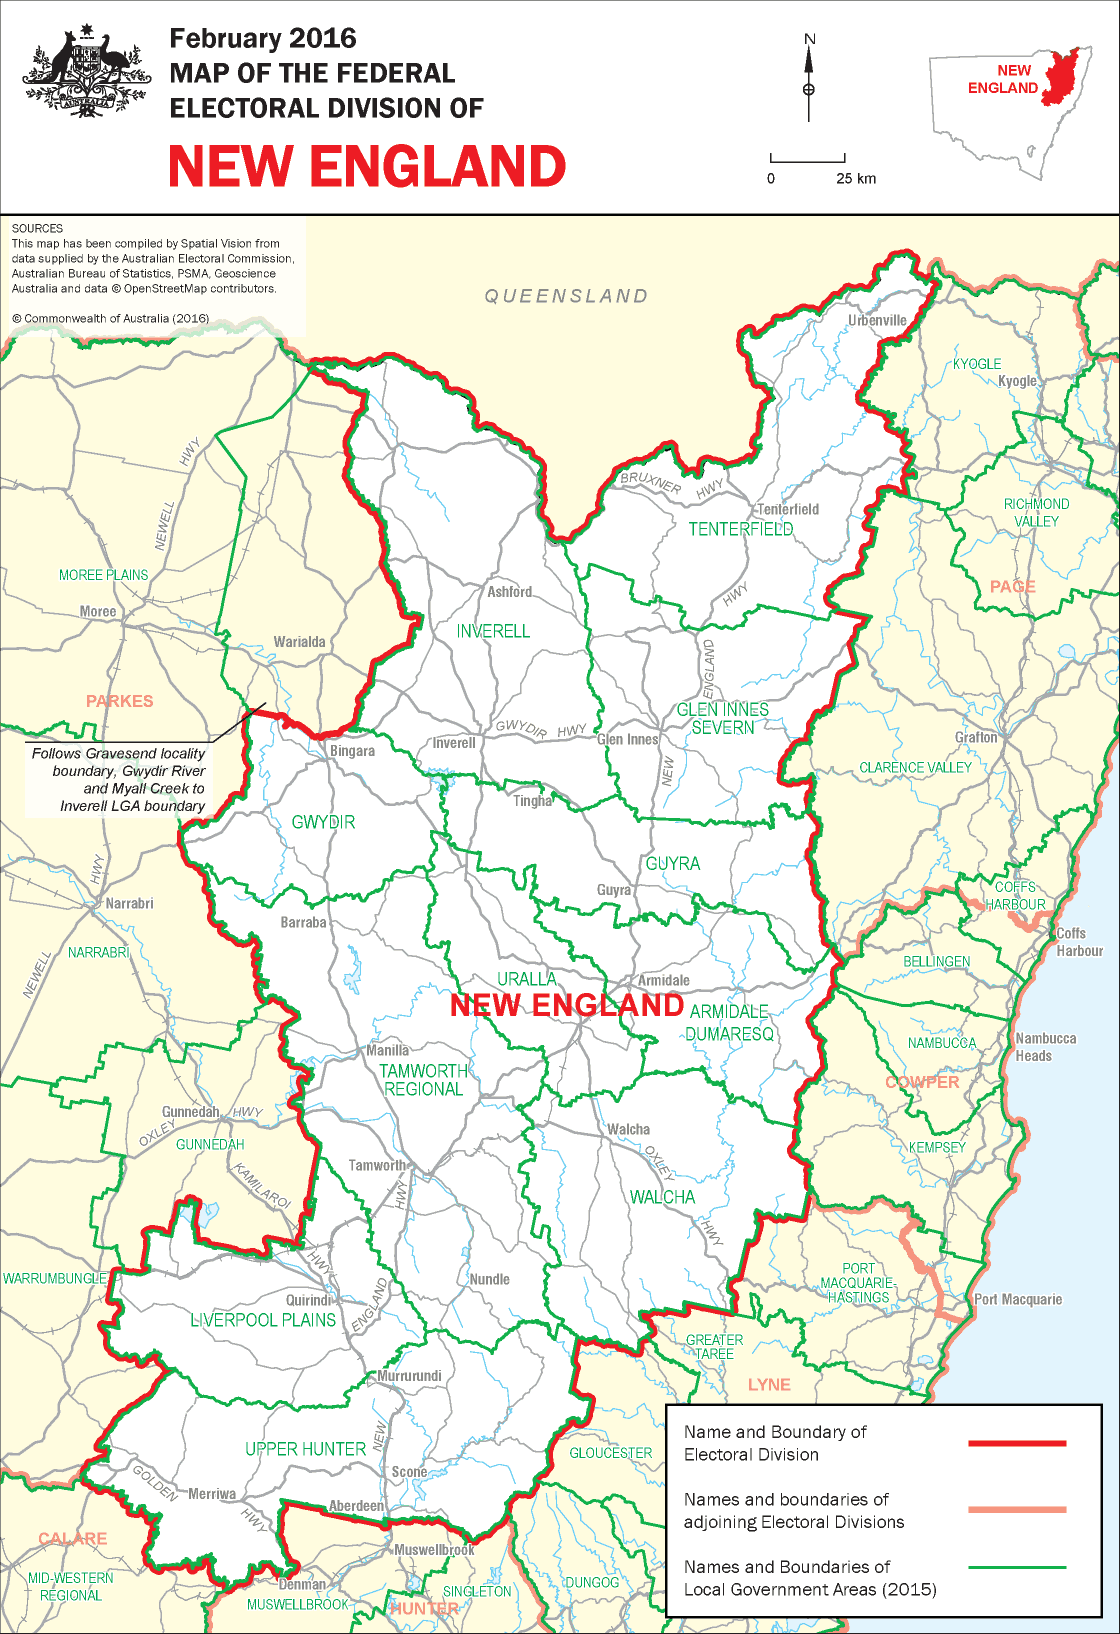 February 2016
MAP OF THE FEDERAL
ELECTORAL DIVISION OF
NEW ENGLAND
AUSTRALIA
N
0 25 km
NEW
ENGLAND
SOURCES
This map has been compiled by Spatial Vision from
data supplied by the Australian Electoral Commission,
Australian Bureau of Statistics, PSMA, Geoscience
Australia and data © OpenStreetMap contributors.
© Commonwealth of Australia (2016)
QUEENSLAND
Urbenville
KYOGLE
Kyogle
NEWELL HWY
BRUXNER HWY
Tenterfield
TENTERFIELD
RICHMOND
VALLEY
MOREE PLAINS
Moree
Ashford
HWY
PAGE
INVERELL
Warialda
NEW ENGLAND
PARKES
GLEN INNES
SEVERN
GWYDIR HWY
Inverell
Glen Innes
Grafton
Follows Gravesend locality
boundary, Gwydir River
and Myall Creek to
Inverell LGA boundary
Bingara
CLARENCE VALLEY
Tingha
GWYDIR
GUYRA
Guyra
NEWELL HWY
Narrabri
COFFS
HARBOUR
Barraba
Coffs
Harbour
NARRABRI
BELLINGEN
URALLA
Armidale
NEW ENGLAND
ARMIDALE
DUMARESQ
Manilla
TAMWORTH
REGIONAL
NAMBUCCA
Nambucca
Heads
COWPER
Gunnedah
OXLEY HWY
GUNNEDAH
Walcha
KEMPSEY
Tamworth
KAMILAROI HWY
OXLEY HWY
WALCHA
WARRUMBUNGLE
Nundle
PORT
MACQUARIE-
HASTINGS
Quirindi
Port Macquarie
LIVERPOOL PLAINS
NEW ENGLAND HWY
GREATER
TAREE
Murrurundi
LYNE
UPPER HUNTER
GLOUCESTER
Scone
GOLDEN HWY
Merriwa
Aberdeen
CALARE
Muswellbrook
MID-WESTERN
REGIONAL
Denman
MUSWELLBROOK
SINGLETON
DUNGOG
HUNTER
Name and Boundary of
Electoral Division
Names and boundaries of
adjoining Electoral Divisions
Names and Boundaries of
Local Government Areas (2015)